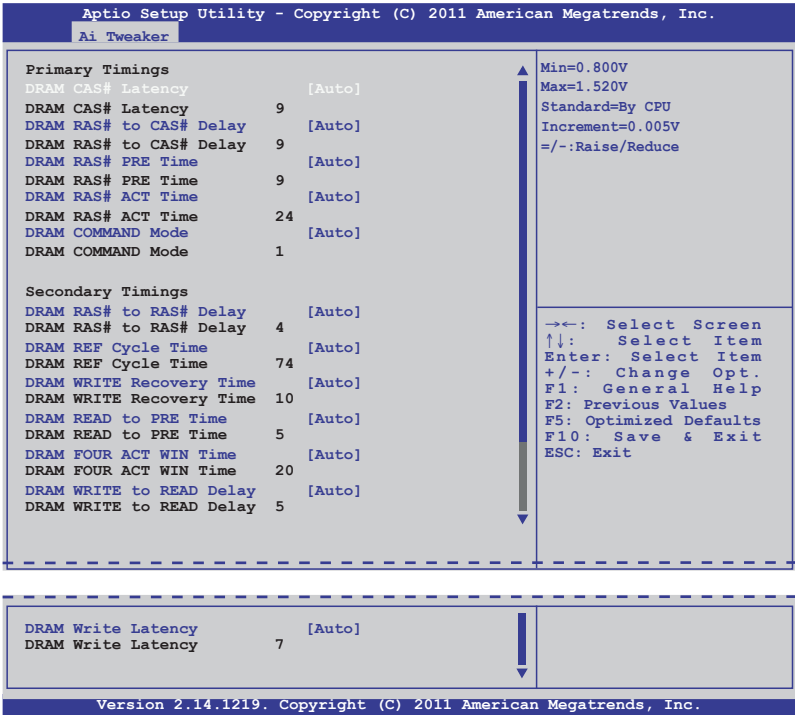 Aptio Setup Utility - Copyright (C) 2011 American Megatrends, Inc.
Ai Tweaker
Primary Timings
DRAM CAS# Latency [Auto]
DRAM CAS# Latency 9
DRAM RAS# to CAS# Delay [Auto]
DRAM RAS# to CAS# Delay 9
DRAM RAS# PRE Time [Auto]
DRAM RAS# PRE Time 9
DRAM RAS# ACT Time [Auto]
DRAM RAS# ACT Time 24
DRAM COMMAND Mode [Auto]
DRAM COMMAND Mode 1
Secondary Timings
DRAM RAS# to RAS# Delay [Auto]
DRAM RAS# to RAS# Delay 4
DRAM REF Cycle Time [Auto]
DRAM REF Cycle Time 74
DRAM WRITE Recovery Time [Auto]
DRAM WRITE Recovery Time 10
DRAM READ to PRE Time [Auto]
DRAM READ to PRE Time 5
DRAM FOUR ACT WIN Time [Auto]
DRAM FOUR ACT WIN Time 20
DRAM WRITE to READ Delay [Auto]
DRAM WRITE to READ Delay 5
Min=0.800V
Max=1.520V
Standard=By CPU
Increment=0.005V
=/-:Raise/Reduce
→←: Select Screen
↑↓: Select Item
Enter: Select Item
+/-: Change Opt.
F1: General Help
F2: Previous Values
F5: Optimized Defaults
F10: Save & Exit
ESC: Exit
DRAM Write Latency [Auto]
DRAM Write Latency 7
Version 2.14.1219. Copyright (C) 2011 American Megatrends, Inc.